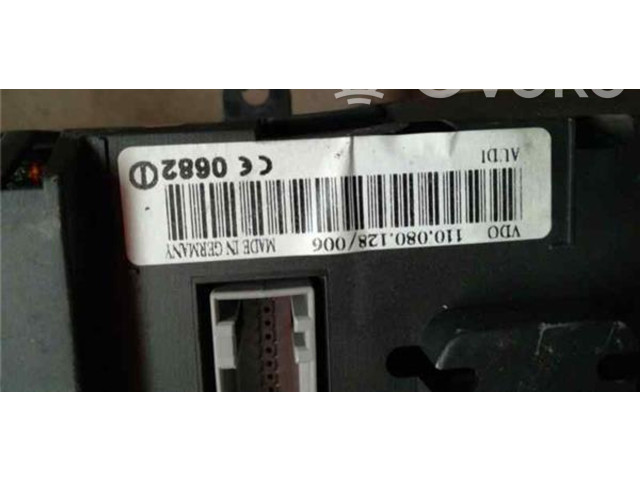 AUDI
CE 0682
VDO 110.080.128/006 MADE IN GERMANY